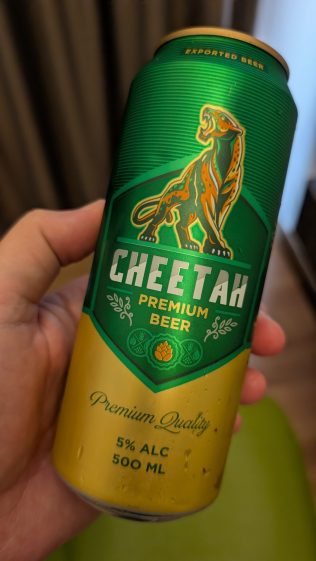 EXPORTED BEER
CHEETAH
PREMIUM
BEER
Premium Quality
5% ALC
500 ML